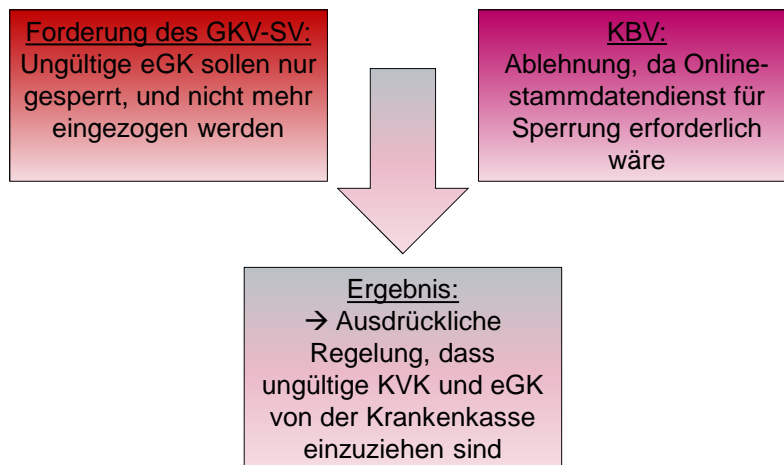 Forderung des GKV-SV:
Ungültige eGK sollen nur
gesperrt, und nicht mehr
eingezogen werden
KBV:
Ablehnung, da Online-
stammdatendienst für
Sperrung erforderlich
wäre
Ergebnis:
→ Ausdrückliche
Regelung, dass
ungültige KVK und eGK
von der Krankenkasse
einzuziehen sind